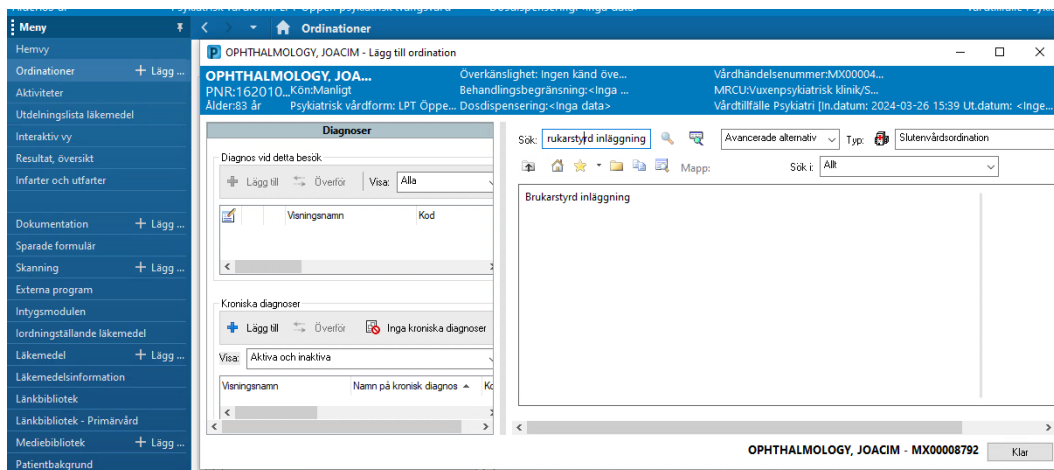 Meny
Ordinationer
Hemvy
Ordinationer + Lägg ...
Aktiviteter
Utdelningslista läkemedel
Interaktiv vy
Resultat, översikt
Infarter och utfarter
Dokumentation + Lägg ...
Sparade formulär
Skanning + Lägg ...
Externa program
Intygsmodulen
Iordningställande läkemedel
Läkemedel + Lägg ...
Läkemedelsinformation
Länkbibliotek
Länkbibliotek - Primärvård
Mediebibliotek + Lägg ...
Patientbakgrund
OPHTHALMOLOGY, JOACIM - Lägg till ordination
OPHTHALMOLOGY, JOA... Överkänslighet: Ingen känd öve... Vårdhändelsenummer:MX00004...
PNR:162010... Kön:Manligt Behandlingsbegränsning:<Inga ... MRCU:Vuxenpsykiatrisk klinik/S...
Ålder:83 år Psykiatrisk vårdform: LPT Öppe... Dosdispensering:<Inga data> Vårdtillfälle Psykiatri [In.datum: 2024-03-26 15:39 Ut.datum: <Inge...
Diagnoser
Diagnos vid detta besök
Lägg till Överför Visa: Alla
Visningsnamn Kod
Kroniska diagnoser
Lägg till Överför Inga kroniska diagnoser
Visa: Aktiva och inaktiva
Visningsnamn Namn på kronisk diagnos
Sök: rukarstyrd inläggning Avancerade alternativ Typ: Slutenvårdsordination
Mapp: Sök i: Allt
Brukarstyrd inläggning
OPHTHALMOLOGY, JOACIM - MX00008792 Klar